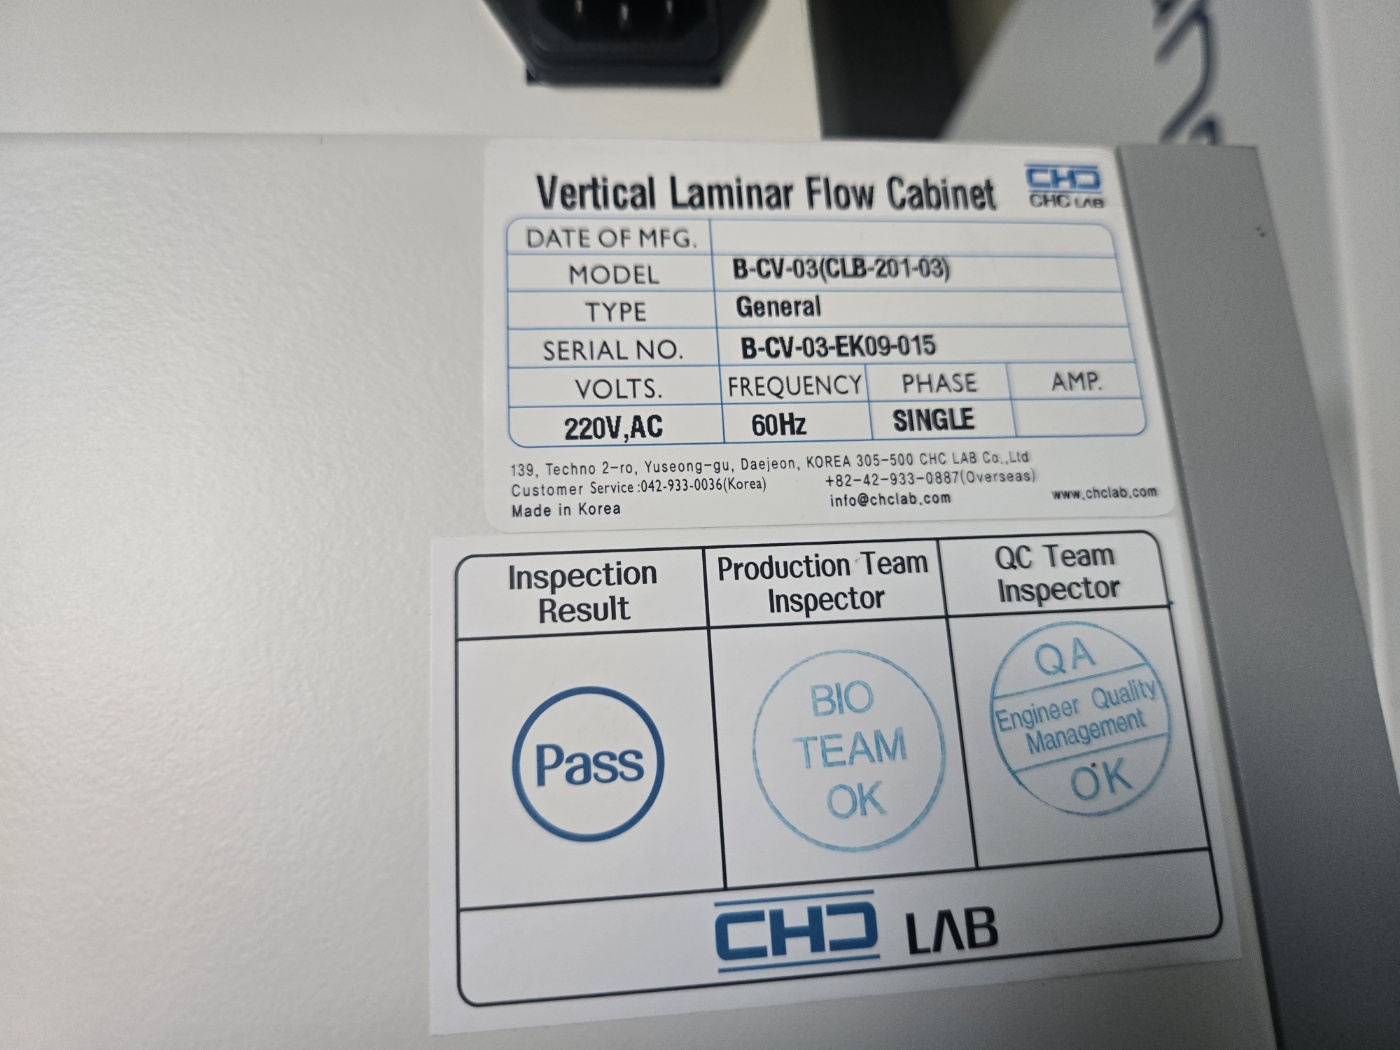 Vertical Laminar Flow Cabinet
CHC
CHC LAB
DATE OF MFG.
MODEL B-CV-03(CLB-201-03)
TYPE General
SERIAL NO. B-CV-03-EK09-015
VOLTS. FREQUENCY PHASE AMP.
220V,AC 60Hz SINGLE
139, Techno 2-ro, Yuseong-gu, Daejeon, KOREA 305-500 CHC LAB Co.,Ltd
Customer Service:042-933-0036(Korea) +82-42-933-0887(Overseas)
Made in Korea info@chclab.com www.chclab.com
Inspection Result
Production Team Inspector
QC Team Inspector
Pass
BIO
TEAM
OK
QA
Engineer Quality
Management
OK
CHC LAB